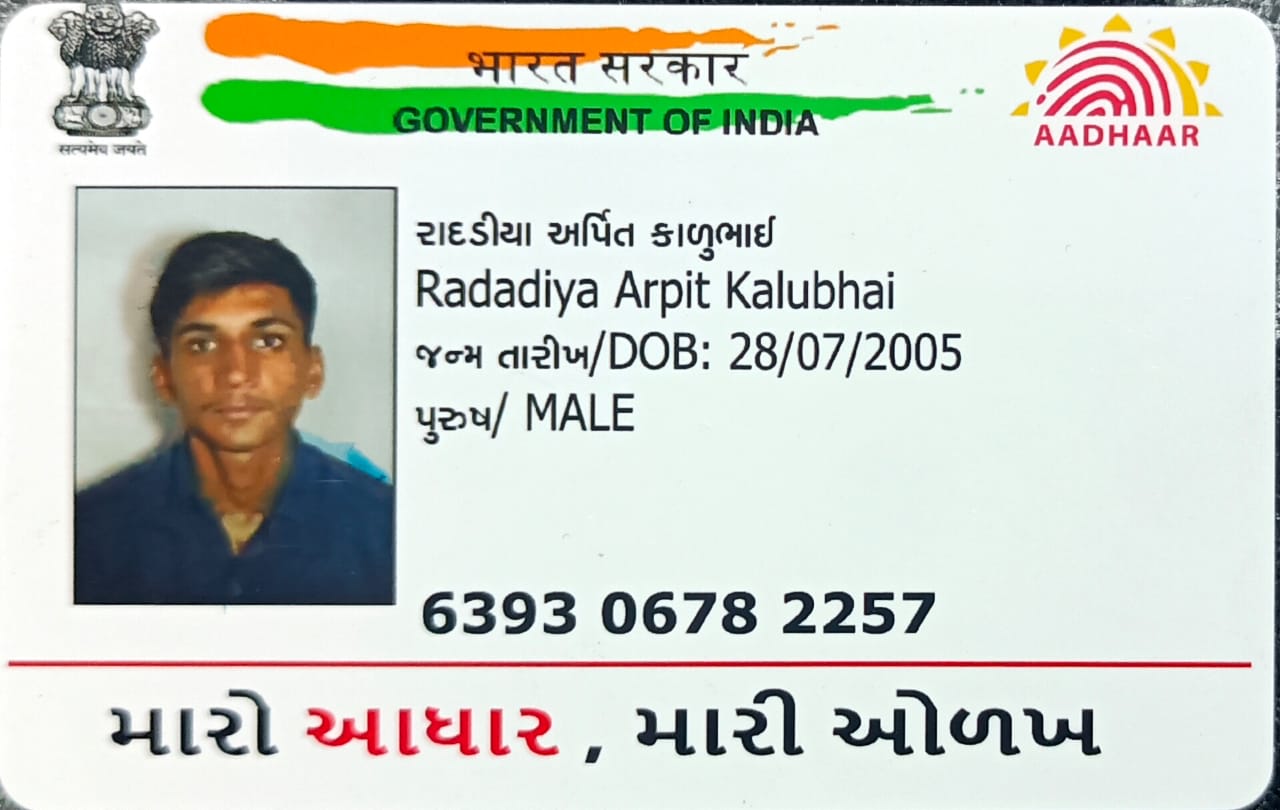 भारत सरकार
GOVERNMENT OF INDIA
सत्यमेव जयते
AADHAAR
રાદડીયા અર્પિત કાળુભાઈ
Radadiya Arpit Kalubhai
જન્મ તારીખ/DOB: 28/07/2005
પુરુષ/ MALE
6393 0678 2257
મારો આધાર , મારી ઓળખ